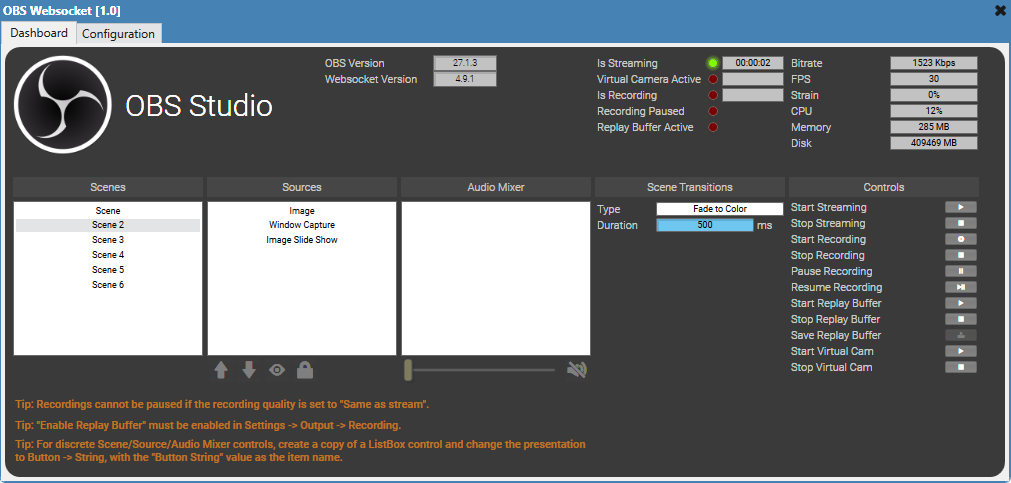 OBS Websocket [1.0]
Dashboard Configuration
OBS Studio
OBS Version 27.1.3
Websocket Version 4.9.1
Is Streaming 00:00:02
Virtual Camera Active
Is Recording
Recording Paused
Replay Buffer Active
Bitrate 1523 Kbps
FPS 30
Strain 0%
CPU 12%
Memory 285 MB
Disk 409469 MB
Scenes
Scene
Scene 2
Scene 3
Scene 4
Scene 5
Scene 6
Sources
Image
Window Capture
Image Slide Show
Audio Mixer
Scene Transitions
Type Fade to Color
Duration 500 ms
Controls
Start Streaming
Stop Streaming
Start Recording
Stop Recording
Pause Recording
Resume Recording
Start Replay Buffer
Stop Replay Buffer
Save Replay Buffer
Start Virtual Cam
Stop Virtual Cam
Tip: Recordings cannot be paused if the recording quality is set to "Same as stream".
Tip: "Enable Replay Buffer" must be enabled in Settings -> Output -> Recording.
Tip: For discrete Scene/Source/Audio Mixer controls, create a copy of a ListBox control and change the presentation
to Button -> String, with the "Button String" value as the item name.